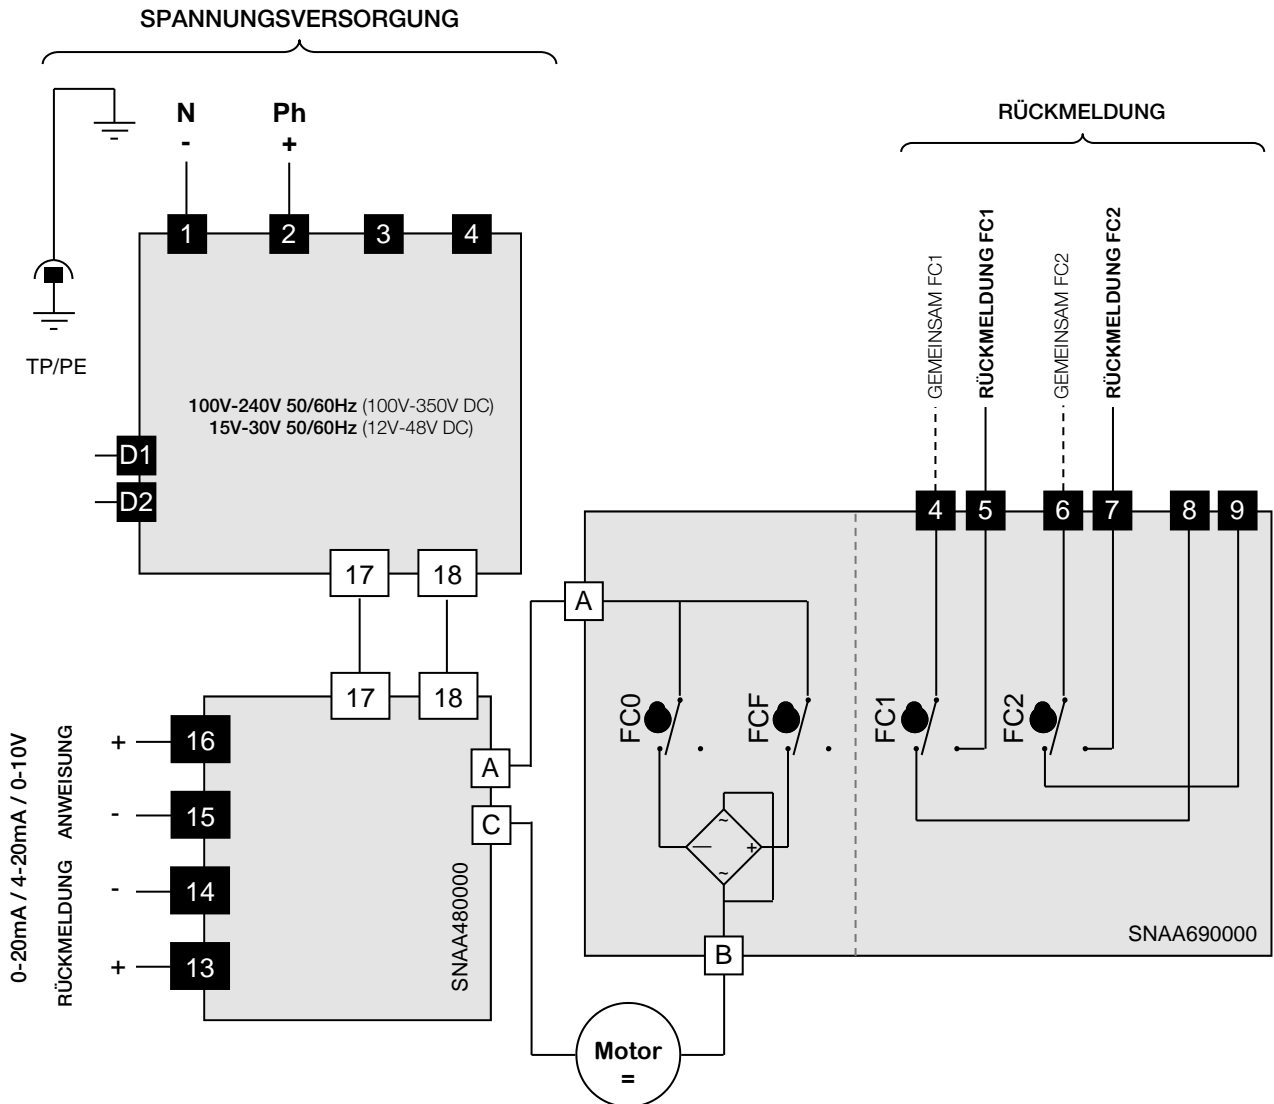 SPANNUNGSVERSORGUNG
N
-
Ph
+
RÜCKMELDUNG
1
2
3
4
TP/PE
100V-240V 50/60Hz (100V-350V DC)
15V-30V 50/60Hz (12V-48V DC)
D1
D2
17
18
GEMEINSAM FC1
RÜCKMELDUNG FC1
GEMEINSAM FC2
RÜCKMELDUNG FC2
4
5
6
7
8
9
A
FC0
FCF
FC1
FC2
~
— +
~
SNAA690000
B
17
18
0-20mA / 4-20mA / 0-10V
ANWEISUNG
RÜCKMELDUNG
+ 16
- 15
- 14
+ 13
A
C
SNAA480000
Motor
=